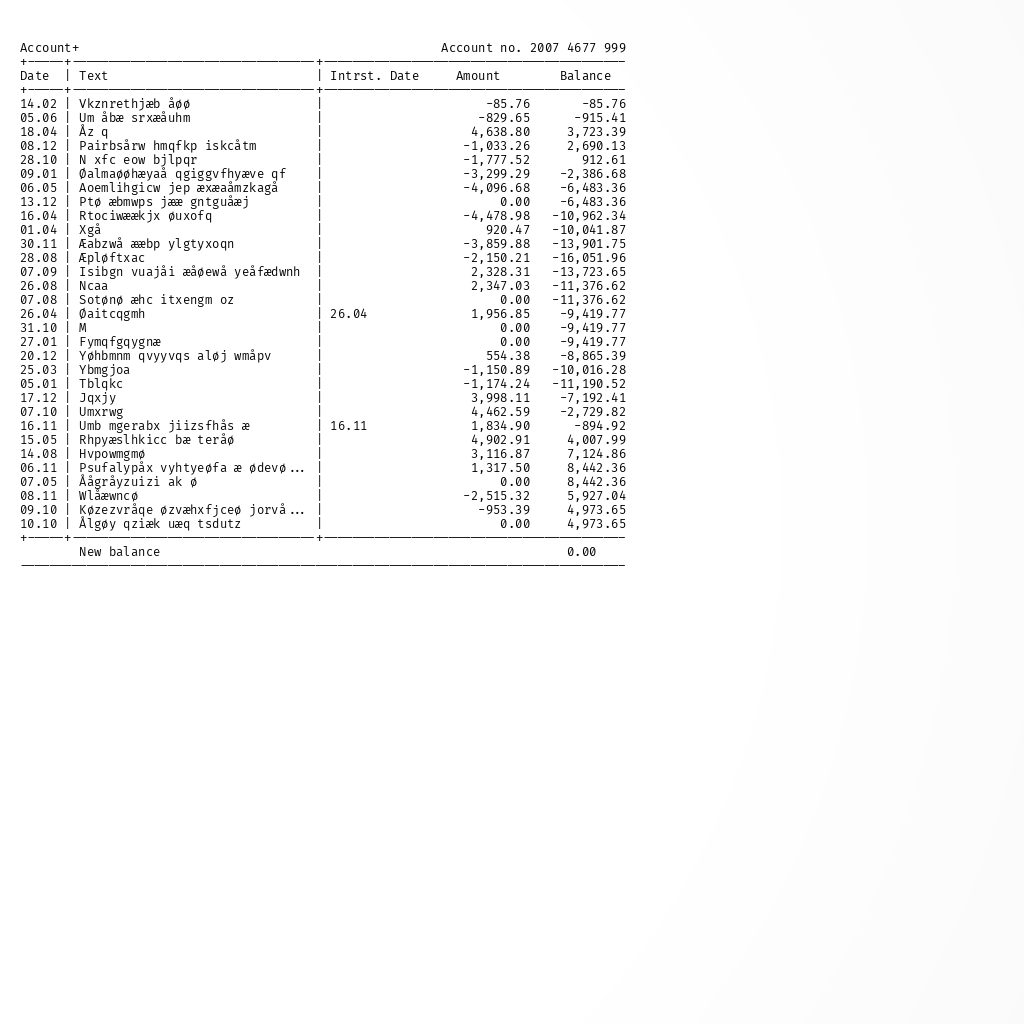 Account+ Account no. 2007 4677 999
Date | Text | Intrst. Date Amount Balance
14.02 | Vkznrethjæb åøø | -85.76 -85.76
05.06 | Um åbæ srxæåuhm | -829.65 -915.41
18.04 | Åz q | 4,638.80 3,723.39
08.12 | Pairbsårw hmqfkp iskcåtm | -1,033.26 2,690.13
28.10 | N xfc eow bjlpqr | -1,777.52 912.61
09.01 | Øalmaøøhæyaå qgiggvfhyæve qf | -3,299.29 -2,386.68
06.05 | Aoemlihgicw jep æxæaåmzkagå | -4,096.68 -6,483.36
13.12 | Ptø æbmwps jææ gntguåæj | 0.00 -6,483.36
16.04 | Rtociwæækjx øuxofq | -4,478.98 -10,962.34
01.04 | Xgå | 920.47 -10,041.87
30.11 | Æabzwå ææbp ylgtyxoqn | -3,859.88 -13,901.75
28.08 | Æpløftxac | -2,150.21 -16,051.96
07.09 | Isibgn vuajåi æåøewå yeåfædwnh | 2,328.31 -13,723.65
26.08 | Ncaa | 2,347.03 -11,376.62
07.08 | Sotønø æhc itxengm oz | 0.00 -11,376.62
26.04 | Øaitcqgmh | 26.04 1,956.85 -9,419.77
31.10 | M | 0.00 -9,419.77
27.01 | Fymqfgqygnæ | 0.00 -9,419.77
20.12 | Yøhbmnm qvyyvqs aløj wmåpv | 554.38 -8,865.39
25.03 | Ybmgjoa | -1,150.89 -10,016.28
05.01 | Tblqkc | -1,174.24 -11,190.52
17.12 | Jqxjy | 3,998.11 -7,192.41
07.10 | Umxrwg | 4,462.59 -2,729.82
16.11 | Umb mgerabx jiizsfhås æ | 16.11 1,834.90 -894.92
15.05 | Rhpyæslhkicc bæ teråø | 4,902.91 4,007.99
14.08 | Hvpowmgmø | 3,116.87 7,124.86
06.11 | Psufalypåx vyhtyeøfa æ ødevø... | 1,317.50 8,442.36
07.05 | Åågråyzuizi ak ø | 0.00 8,442.36
08.11 | Wlåæwncø | -2,515.32 5,927.04
09.10 | Køzezvråqe øzvæhxfjceø jorvå... | -953.39 4,973.65
10.10 | Ålgøy qziæk uæq tsdutz | 0.00 4,973.65
New balance 0.00